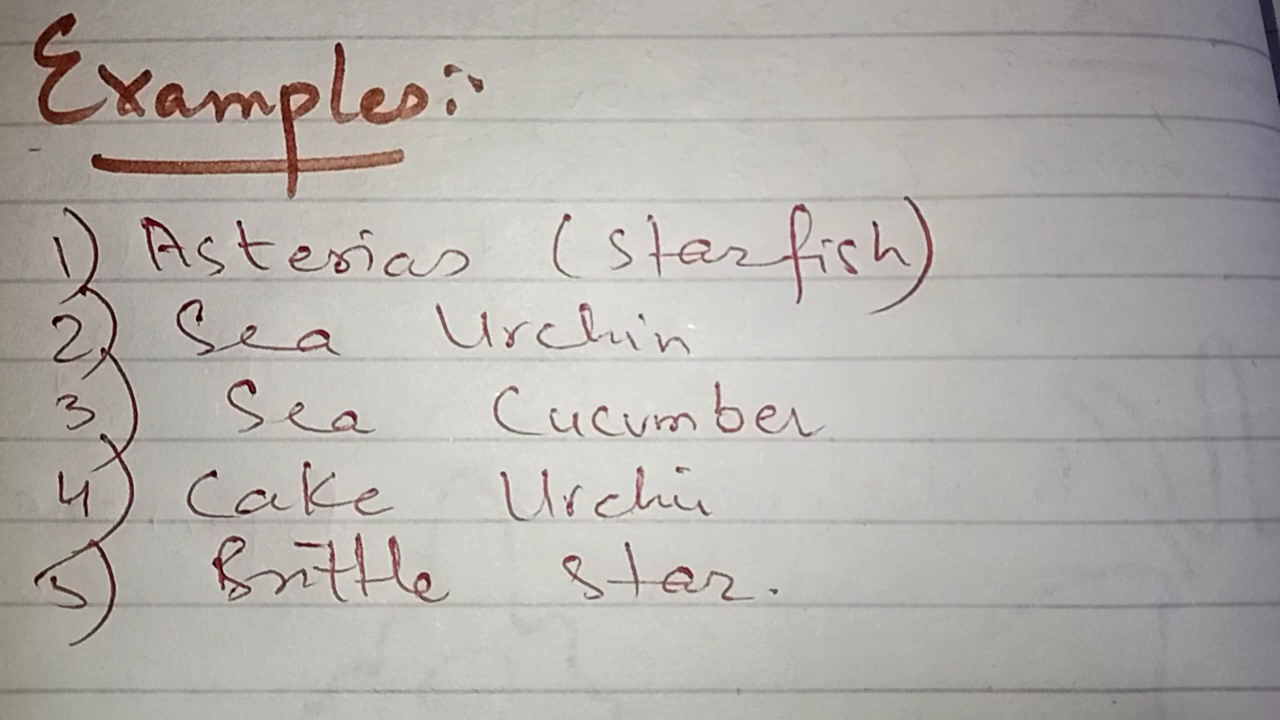 Examples:-
1) Asterias (Starfish)
2) Sea Urchin
3) Sea Cucumber
4) Cake Urchin
5) Brittle Star.